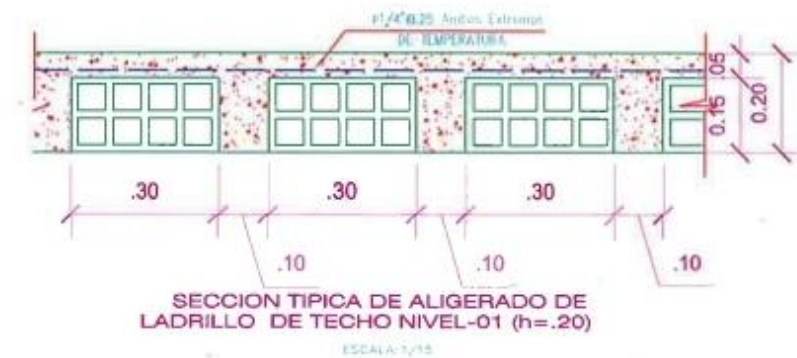 ø1/4"@.25 Ambos Extremos
DE TEMPERATURA
.05
0.15
0.20
.30
.30
.30
.10
.10
.10
SECCION TIPICA DE ALIGERADO DE
LADRILLO DE TECHO NIVEL-01 (h=.20)
ESCALA:1/15